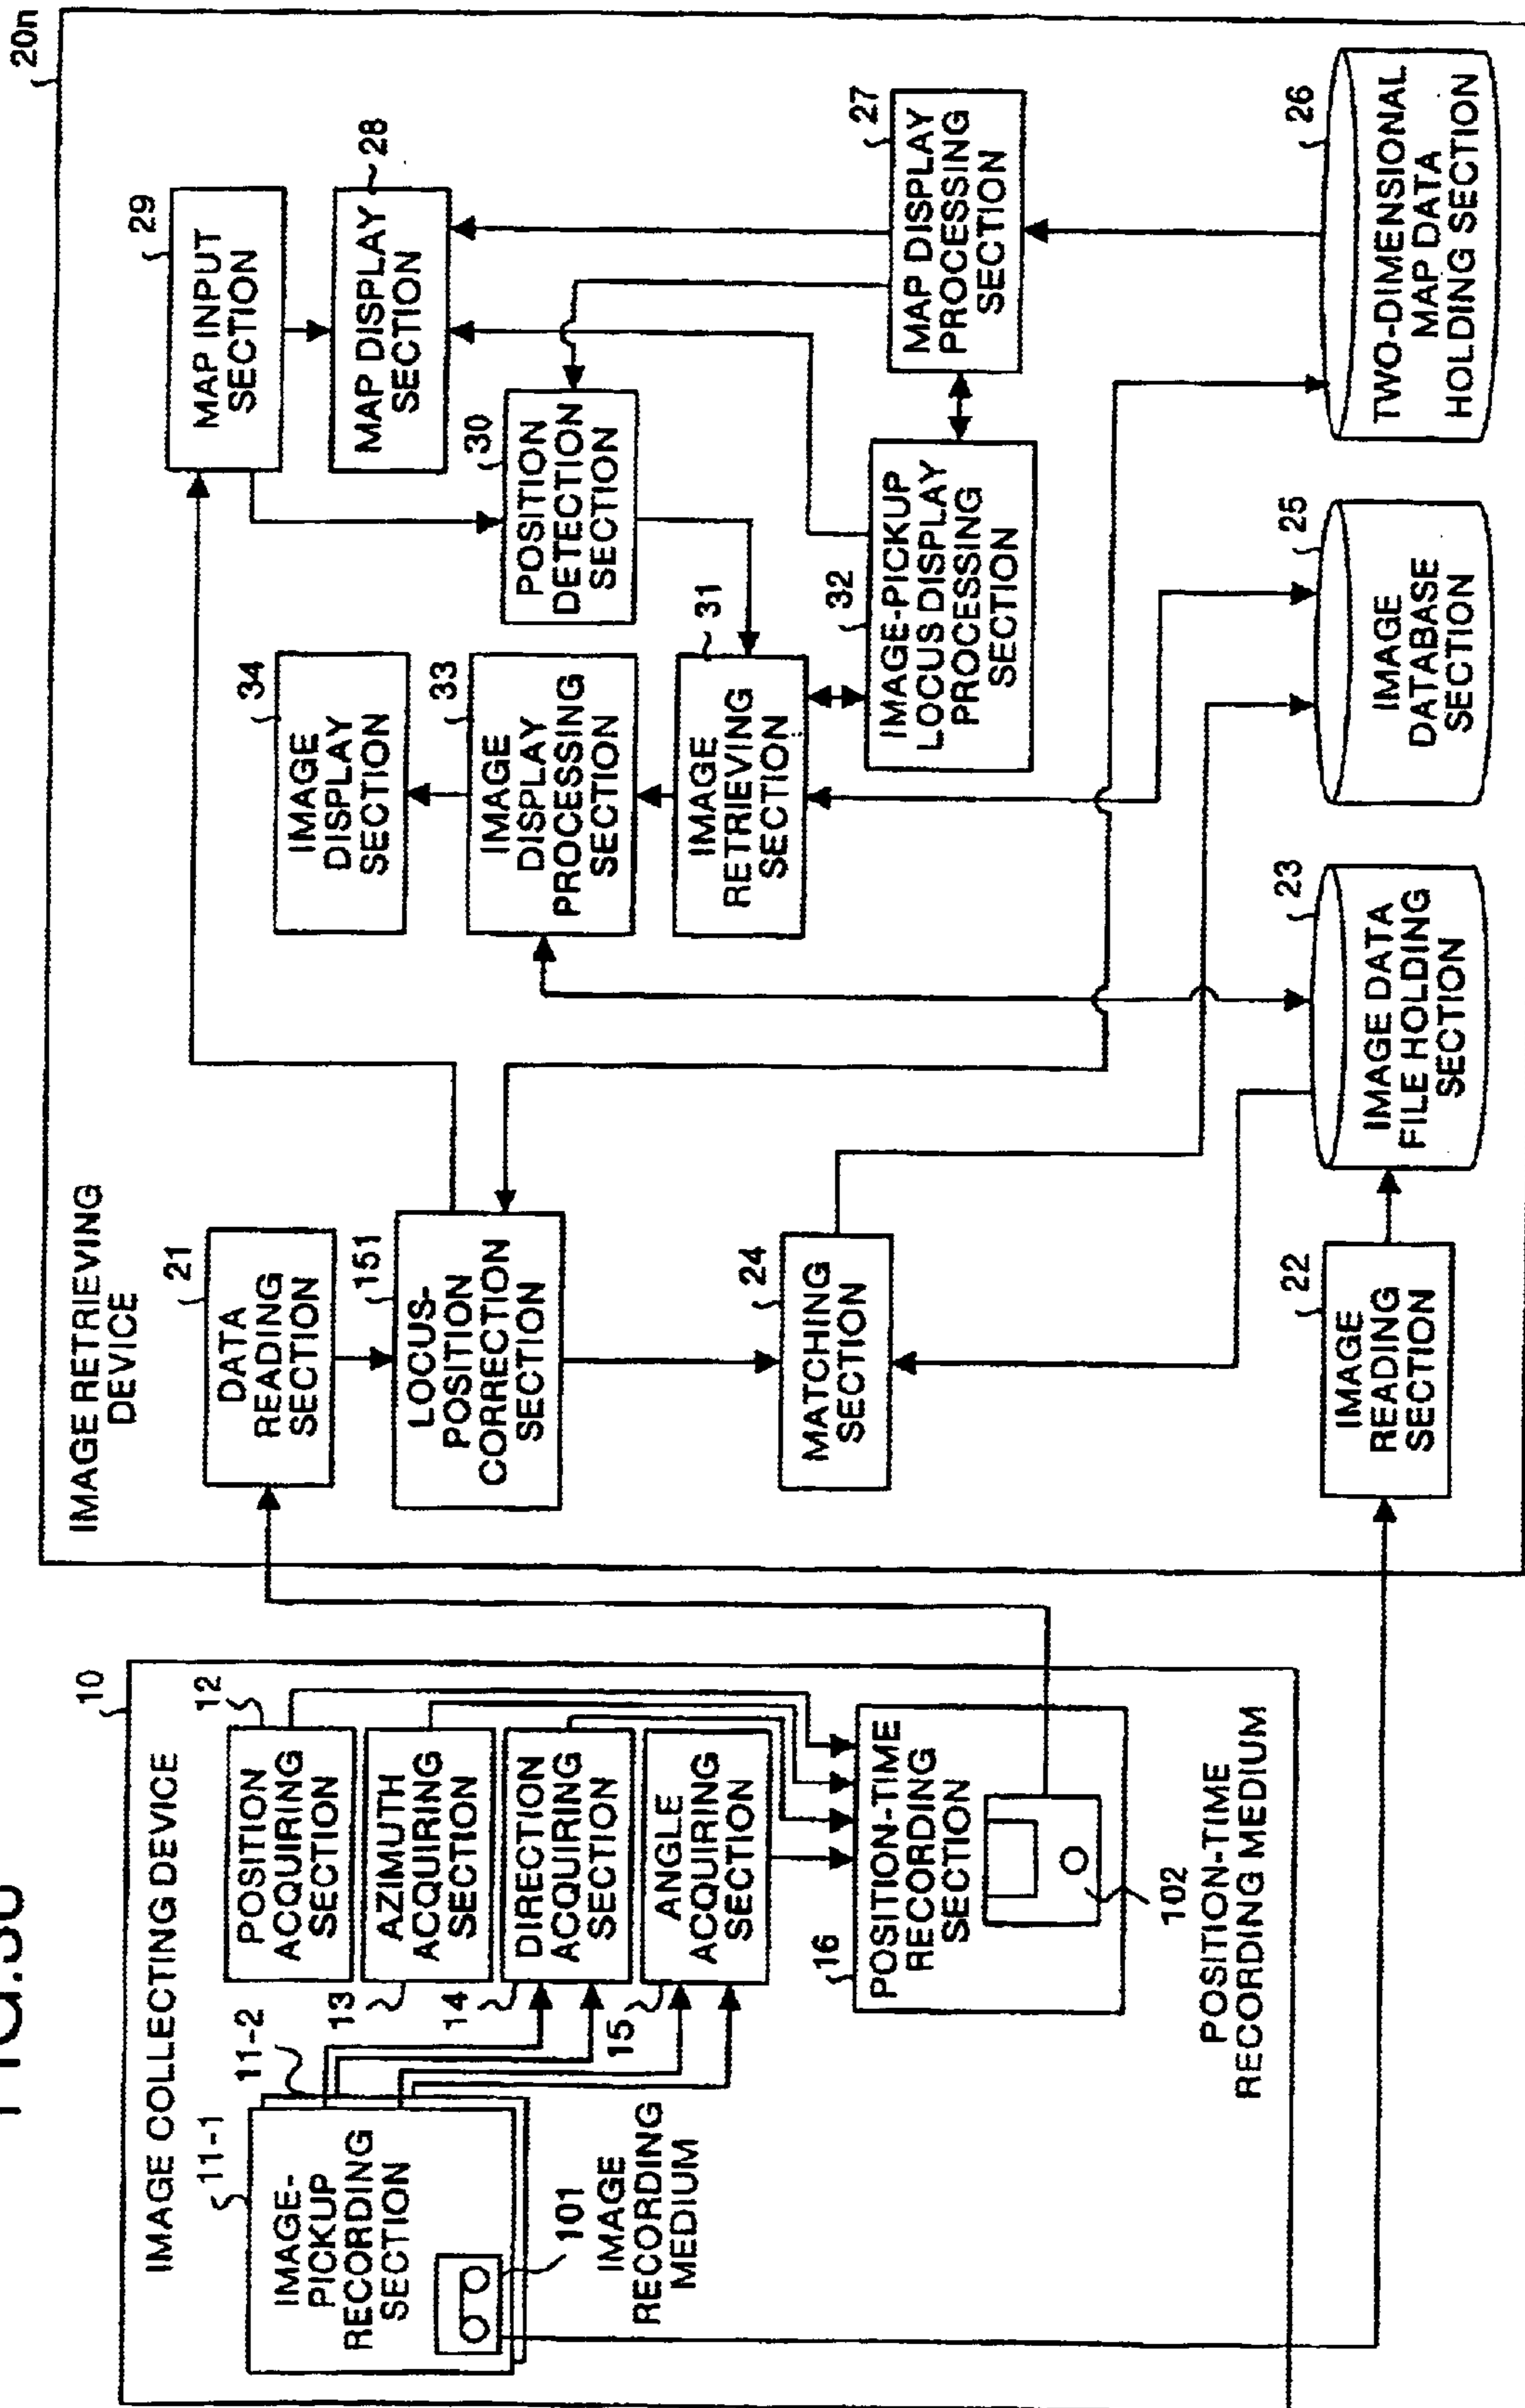 10
IMAGE COLLECTING DEVICE
11-1
11-2
IMAGE-
PICKUP
RECORDING
SECTION
101
IMAGE
RECORDING
MEDIUM
12
POSITION
ACQUIRING
SECTION
13
AZIMUTH
ACQUIRING
SECTION
14
DIRECTION
ACQUIRING
SECTION
15
ANGLE
ACQUIRING
SECTION
16
POSITION-TIME
RECORDING
SECTION
102
POSITION-TIME
RECORDING MEDIUM
20n
IMAGE RETRIEVING
DEVICE
21
DATA
READING
SECTION
151
LOCUS-
POSITION
CORRECTION
SECTION
24
MATCHING
SECTION
22
IMAGE
READING
SECTION
34
IMAGE
DISPLAY
SECTION
33
IMAGE
DISPLAY
PROCESSING
SECTION
31
IMAGE
RETRIEVING
SECTION
23
IMAGE DATA
FILE HOLDING
SECTION
29
MAP INPUT
SECTION
28
MAP DISPLAY
SECTION
30
POSITION
DETECTION
SECTION
32
IMAGE-PICKUP
LOCUS DISPLAY
PROCESSING
SECTION
27
MAP DISPLAY
PROCESSING
SECTION
25
IMAGE
DATABASE
SECTION
26
TWO-DIMENSIONAL
MAP DATA
HOLDING SECTION